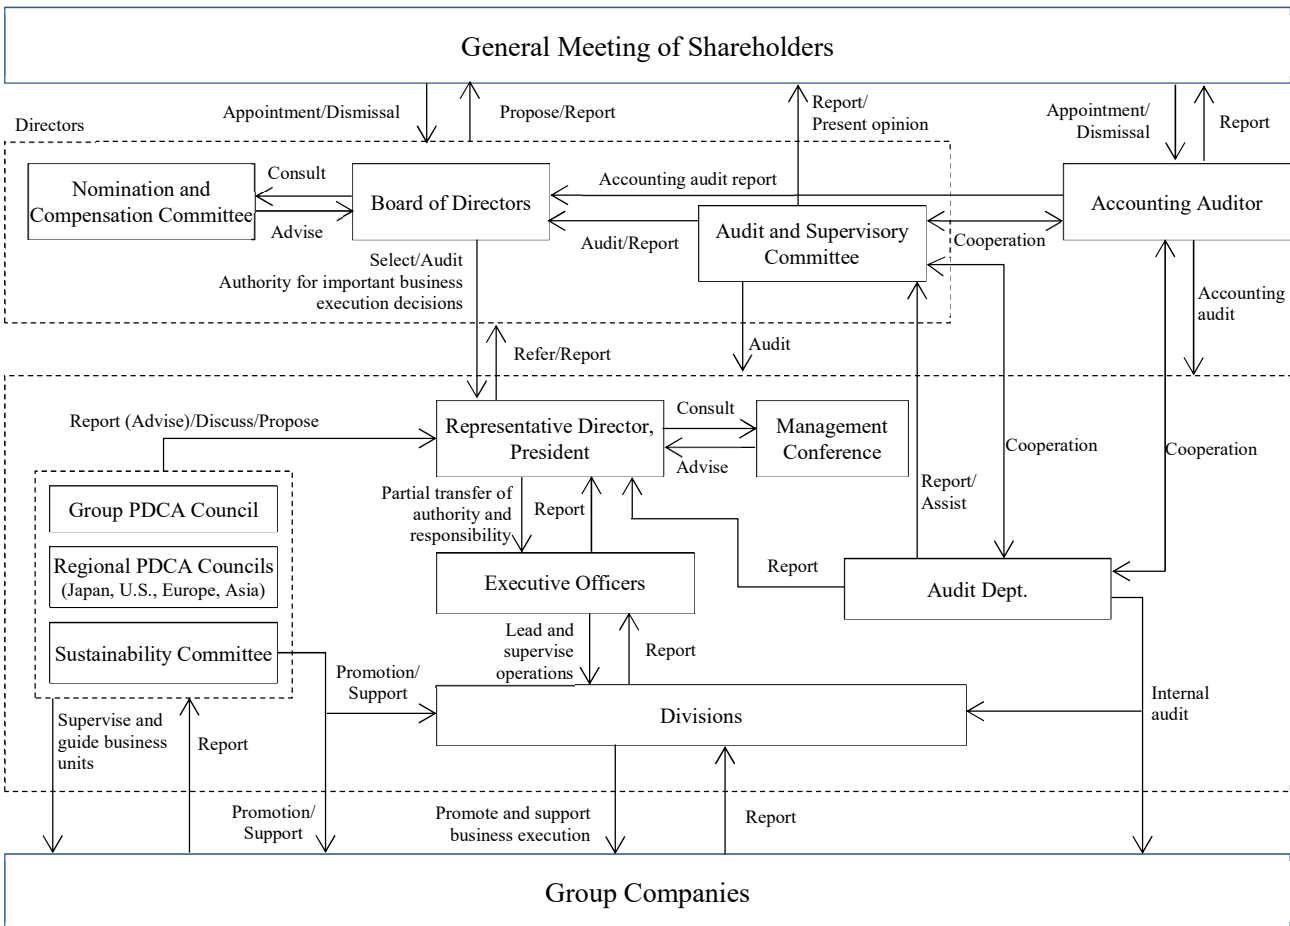 General Meeting of Shareholders
Appointment/Dismissal
Propose/Report
Report/
Present opinion
Appointment/
Dismissal
Report
Directors
Nomination and
Compensation Committee
Consult
Advise
Board of Directors
Accounting audit report
Audit/Report
Audit and Supervisory
Committee
Cooperation
Accounting Auditor
Select/Audit
Authority for important business
execution decisions
Accounting
audit
Refer/Report
Audit
Report (Advise)/Discuss/Propose
Representative Director,
President
Consult
Advise
Management
Conference
Cooperation
Cooperation
Group PDCA Council
Regional PDCA Councils
(Japan, U.S., Europe, Asia)
Sustainability Committee
Partial transfer of
authority and
responsibility
Report
Report/
Assist
Executive Officers
Report
Audit Dept.
Lead and
supervise
operations
Report
Promotion/
Support
Divisions
Internal
audit
Supervise and
guide business
units
Report
Promotion/
Support
Promote and support
business execution
Report
Group Companies